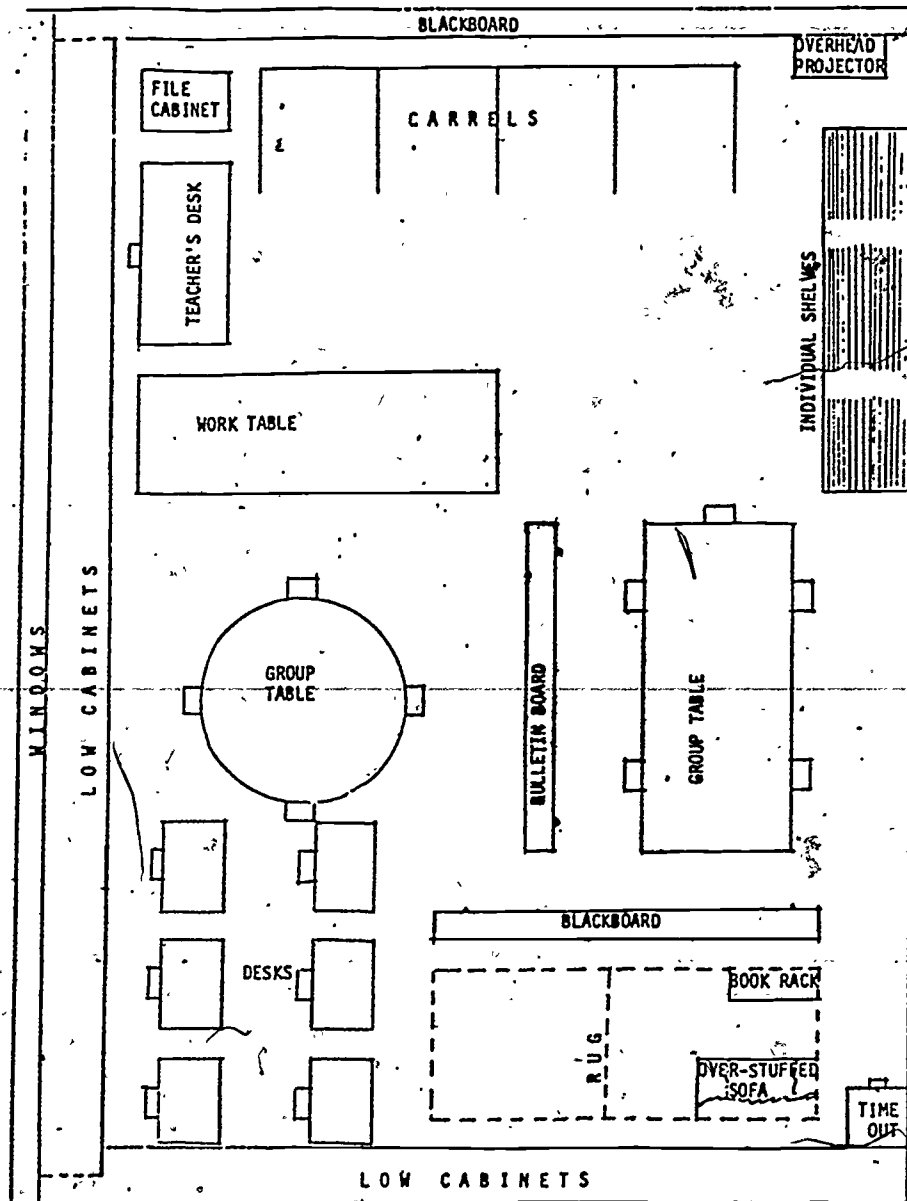 BLACKBOARD
OVERHEAD
PROJECTOR
FILE
CABINET
CARRELS
TEACHER'S DESK
INDIVIDUAL SHELVES
WORK TABLE
WINDOWS
LOW CABINETS
GROUP
TABLE
BULLETIN BOARD
GROUP TABLE
BLACKBOARD
DESKS
BOOK RACK
RUG
OVER-STUFFED
SOFA
TIME
OUT
LOW CABINETS